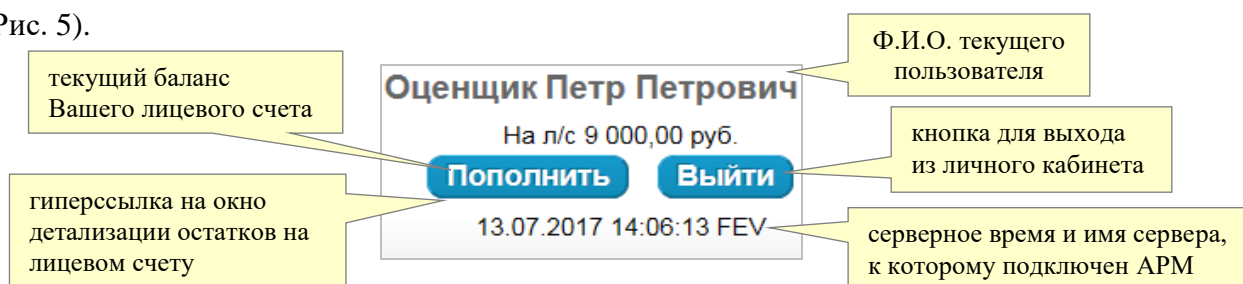 Рис. 5).
Ф.И.О. текущего
пользователя
текущий баланс
Вашего лицевого счета
Оценщик Петр Петрович
На л/с 9 000,00 руб.
кнопка для выхода
из личного кабинета
Пополнить Выйти
гиперссылка на окно
детализации остатков на
лицевом счету
13.07.2017 14:06:13 FEV
серверное время и имя сервера,
к которому подключен АРМ